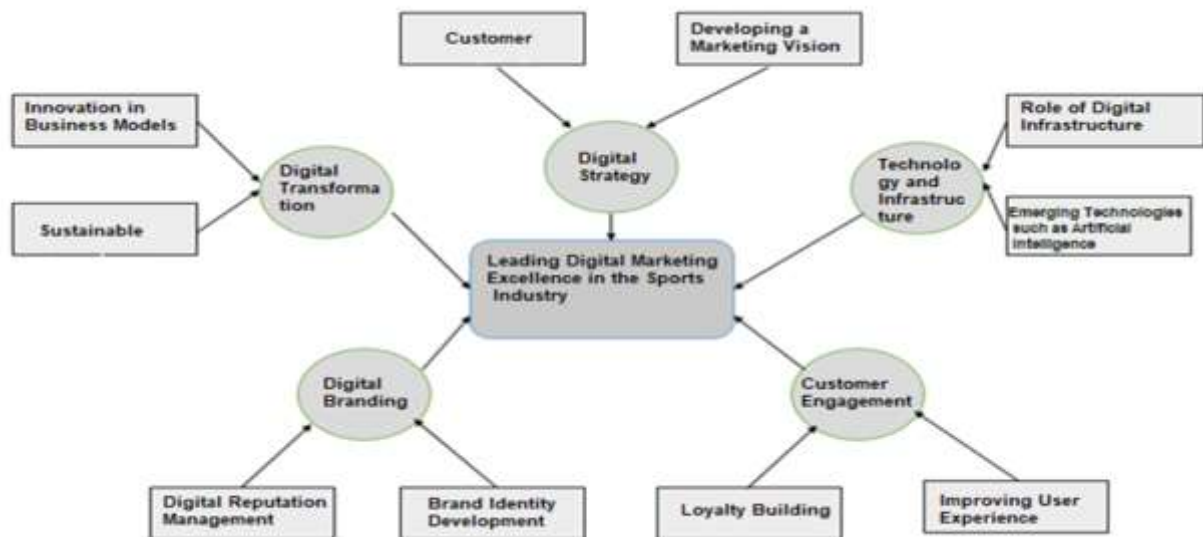 Customer
Developing a
Marketing Vision
Innovation in
Business Models
Role of Digital
Infrastructure
Digital
Strategy
Digital
Transforma
tion
Technolo
gy and
Infrastruc
ture
Sustainable
Emerging Technologies
such as Artificial
Intelligence
Leading Digital Marketing
Excellence in the Sports
Industry
Digital
Branding
Customer
Engagement
Digital Reputation
Management
Brand Identity
Development
Loyalty Building
Improving User
Experience